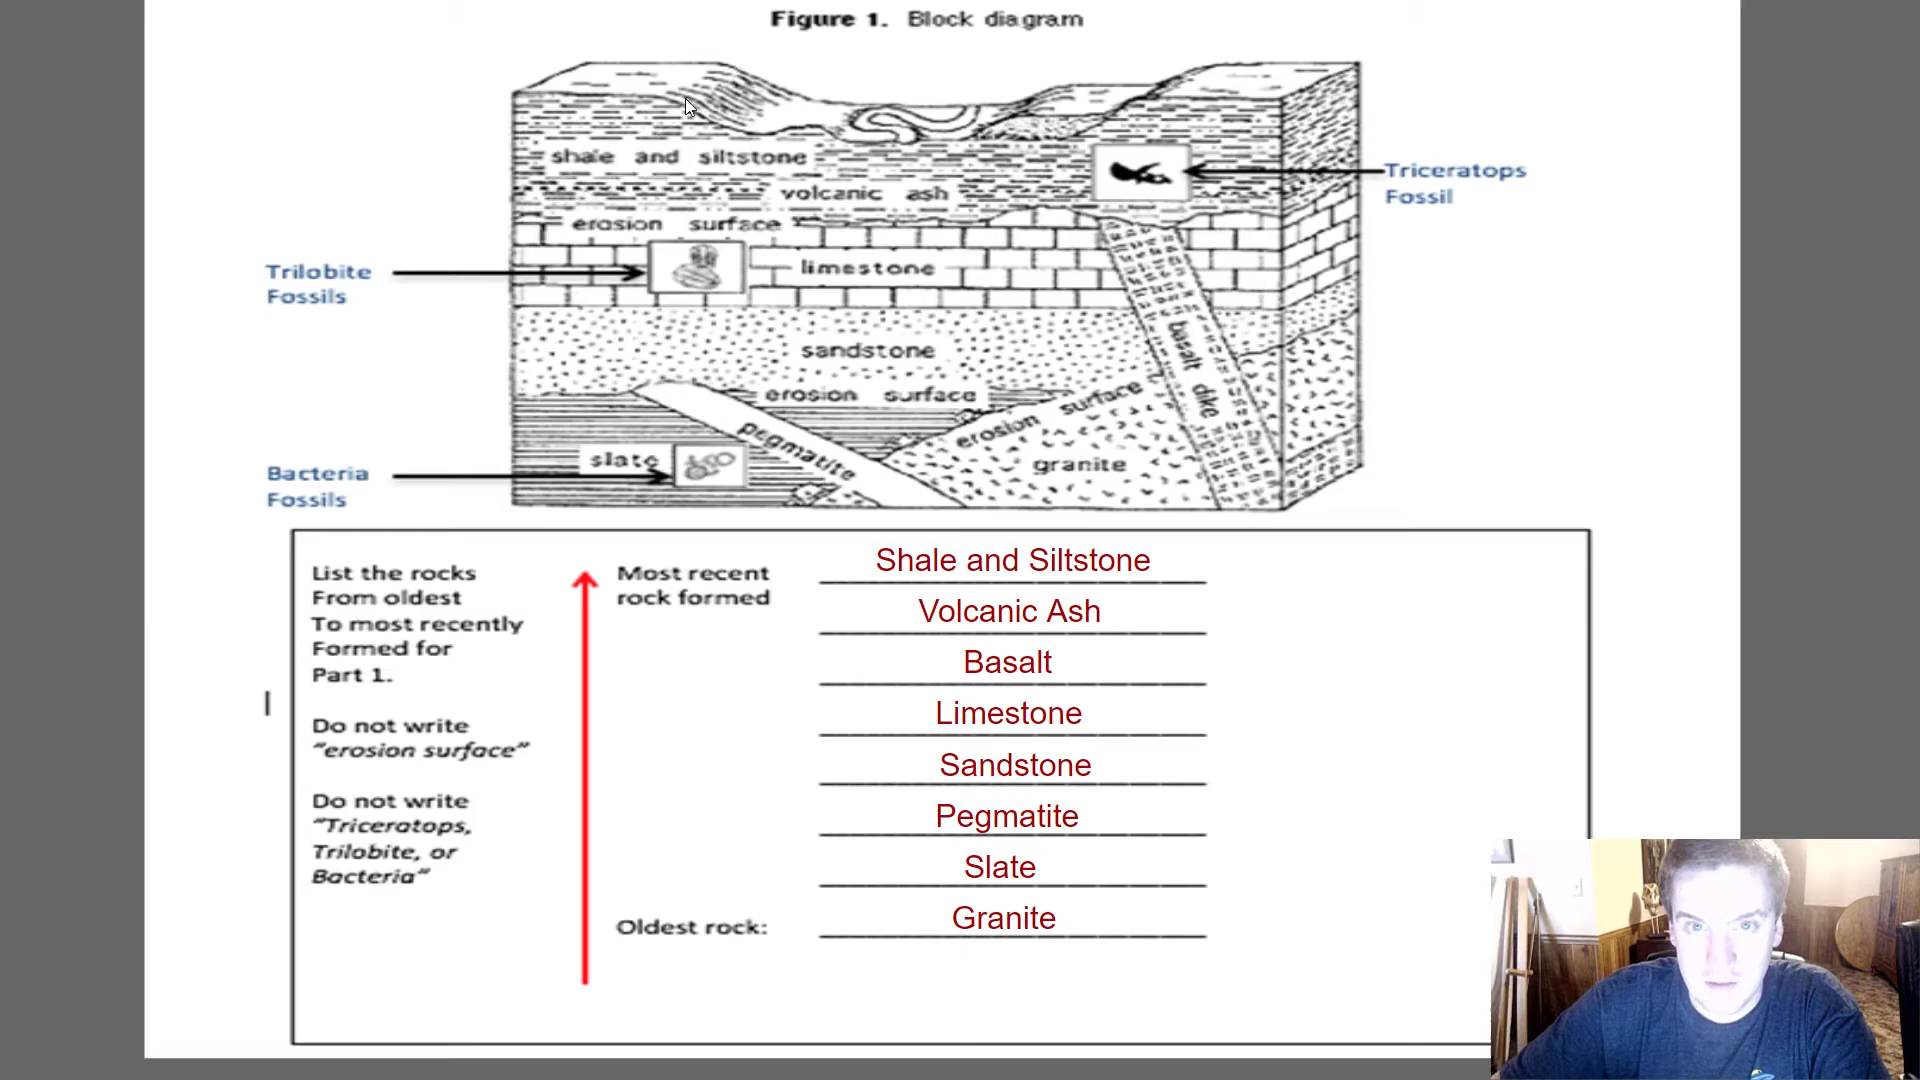 Figure 1. Block diagram
shale and siltstone
volcanic ash
Triceratops
Fossil
erosion surface
Trilobite
Fossils
limestone
sandstone
basalt dike
erosion surface
erosion surface
pegmatite
slate
granite
Bacteria
Fossils
List the rocks
From oldest
To most recently
Formed for
Part 1.
Do not write
“erosion surface”
Do not write
“Triceratops,
Trilobite, or
Bacteria”
Most recent
rock formed
Shale and Siltstone
Volcanic Ash
Basalt
Limestone
Sandstone
Pegmatite
Slate
Oldest rock:
Granite